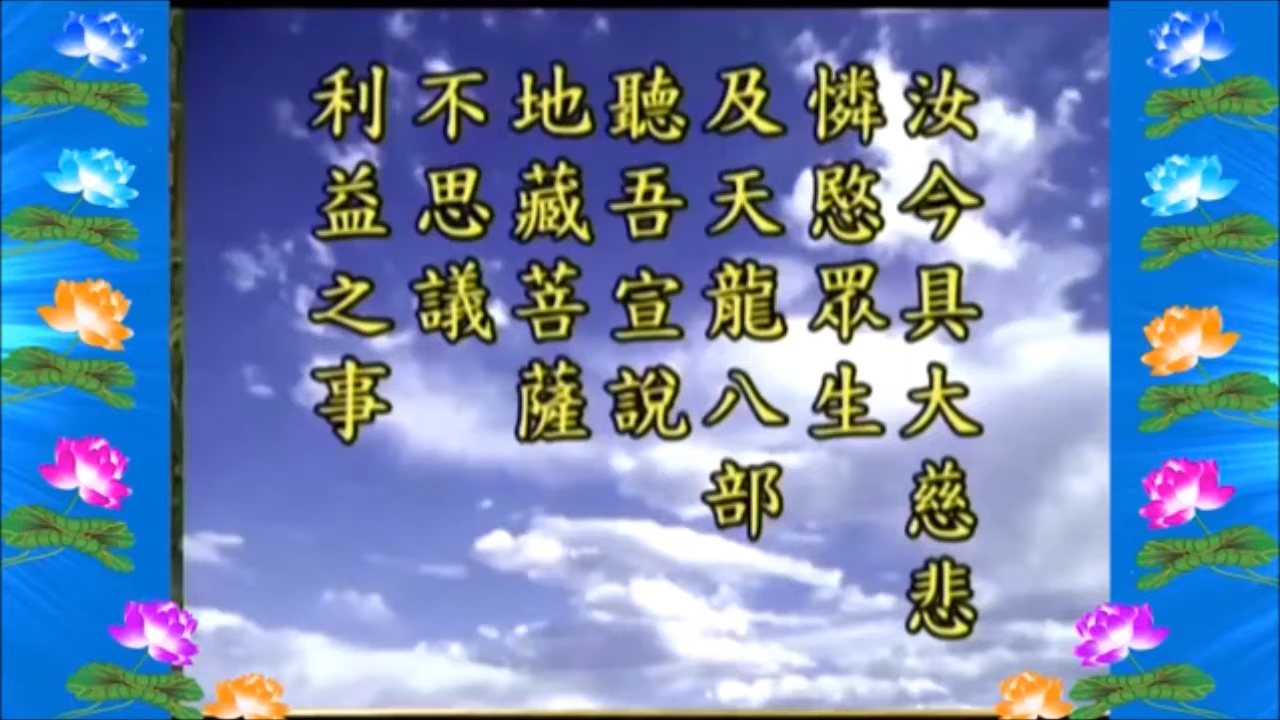 汝今具大慈悲
憐愍眾生
及天龍八部
聽吾宣說
地藏菩薩
不思議
利益之事